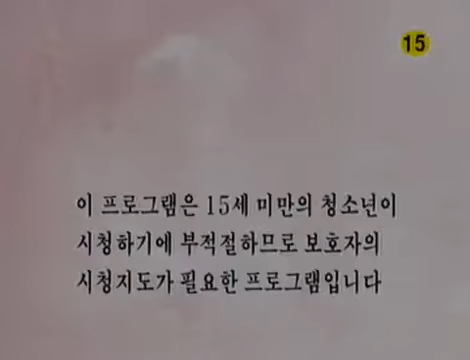 15
이 프로그램은 15세 미만의 청소년이
시청하기에 부적절하므로 보호자의
시청지도가 필요한 프로그램입니다